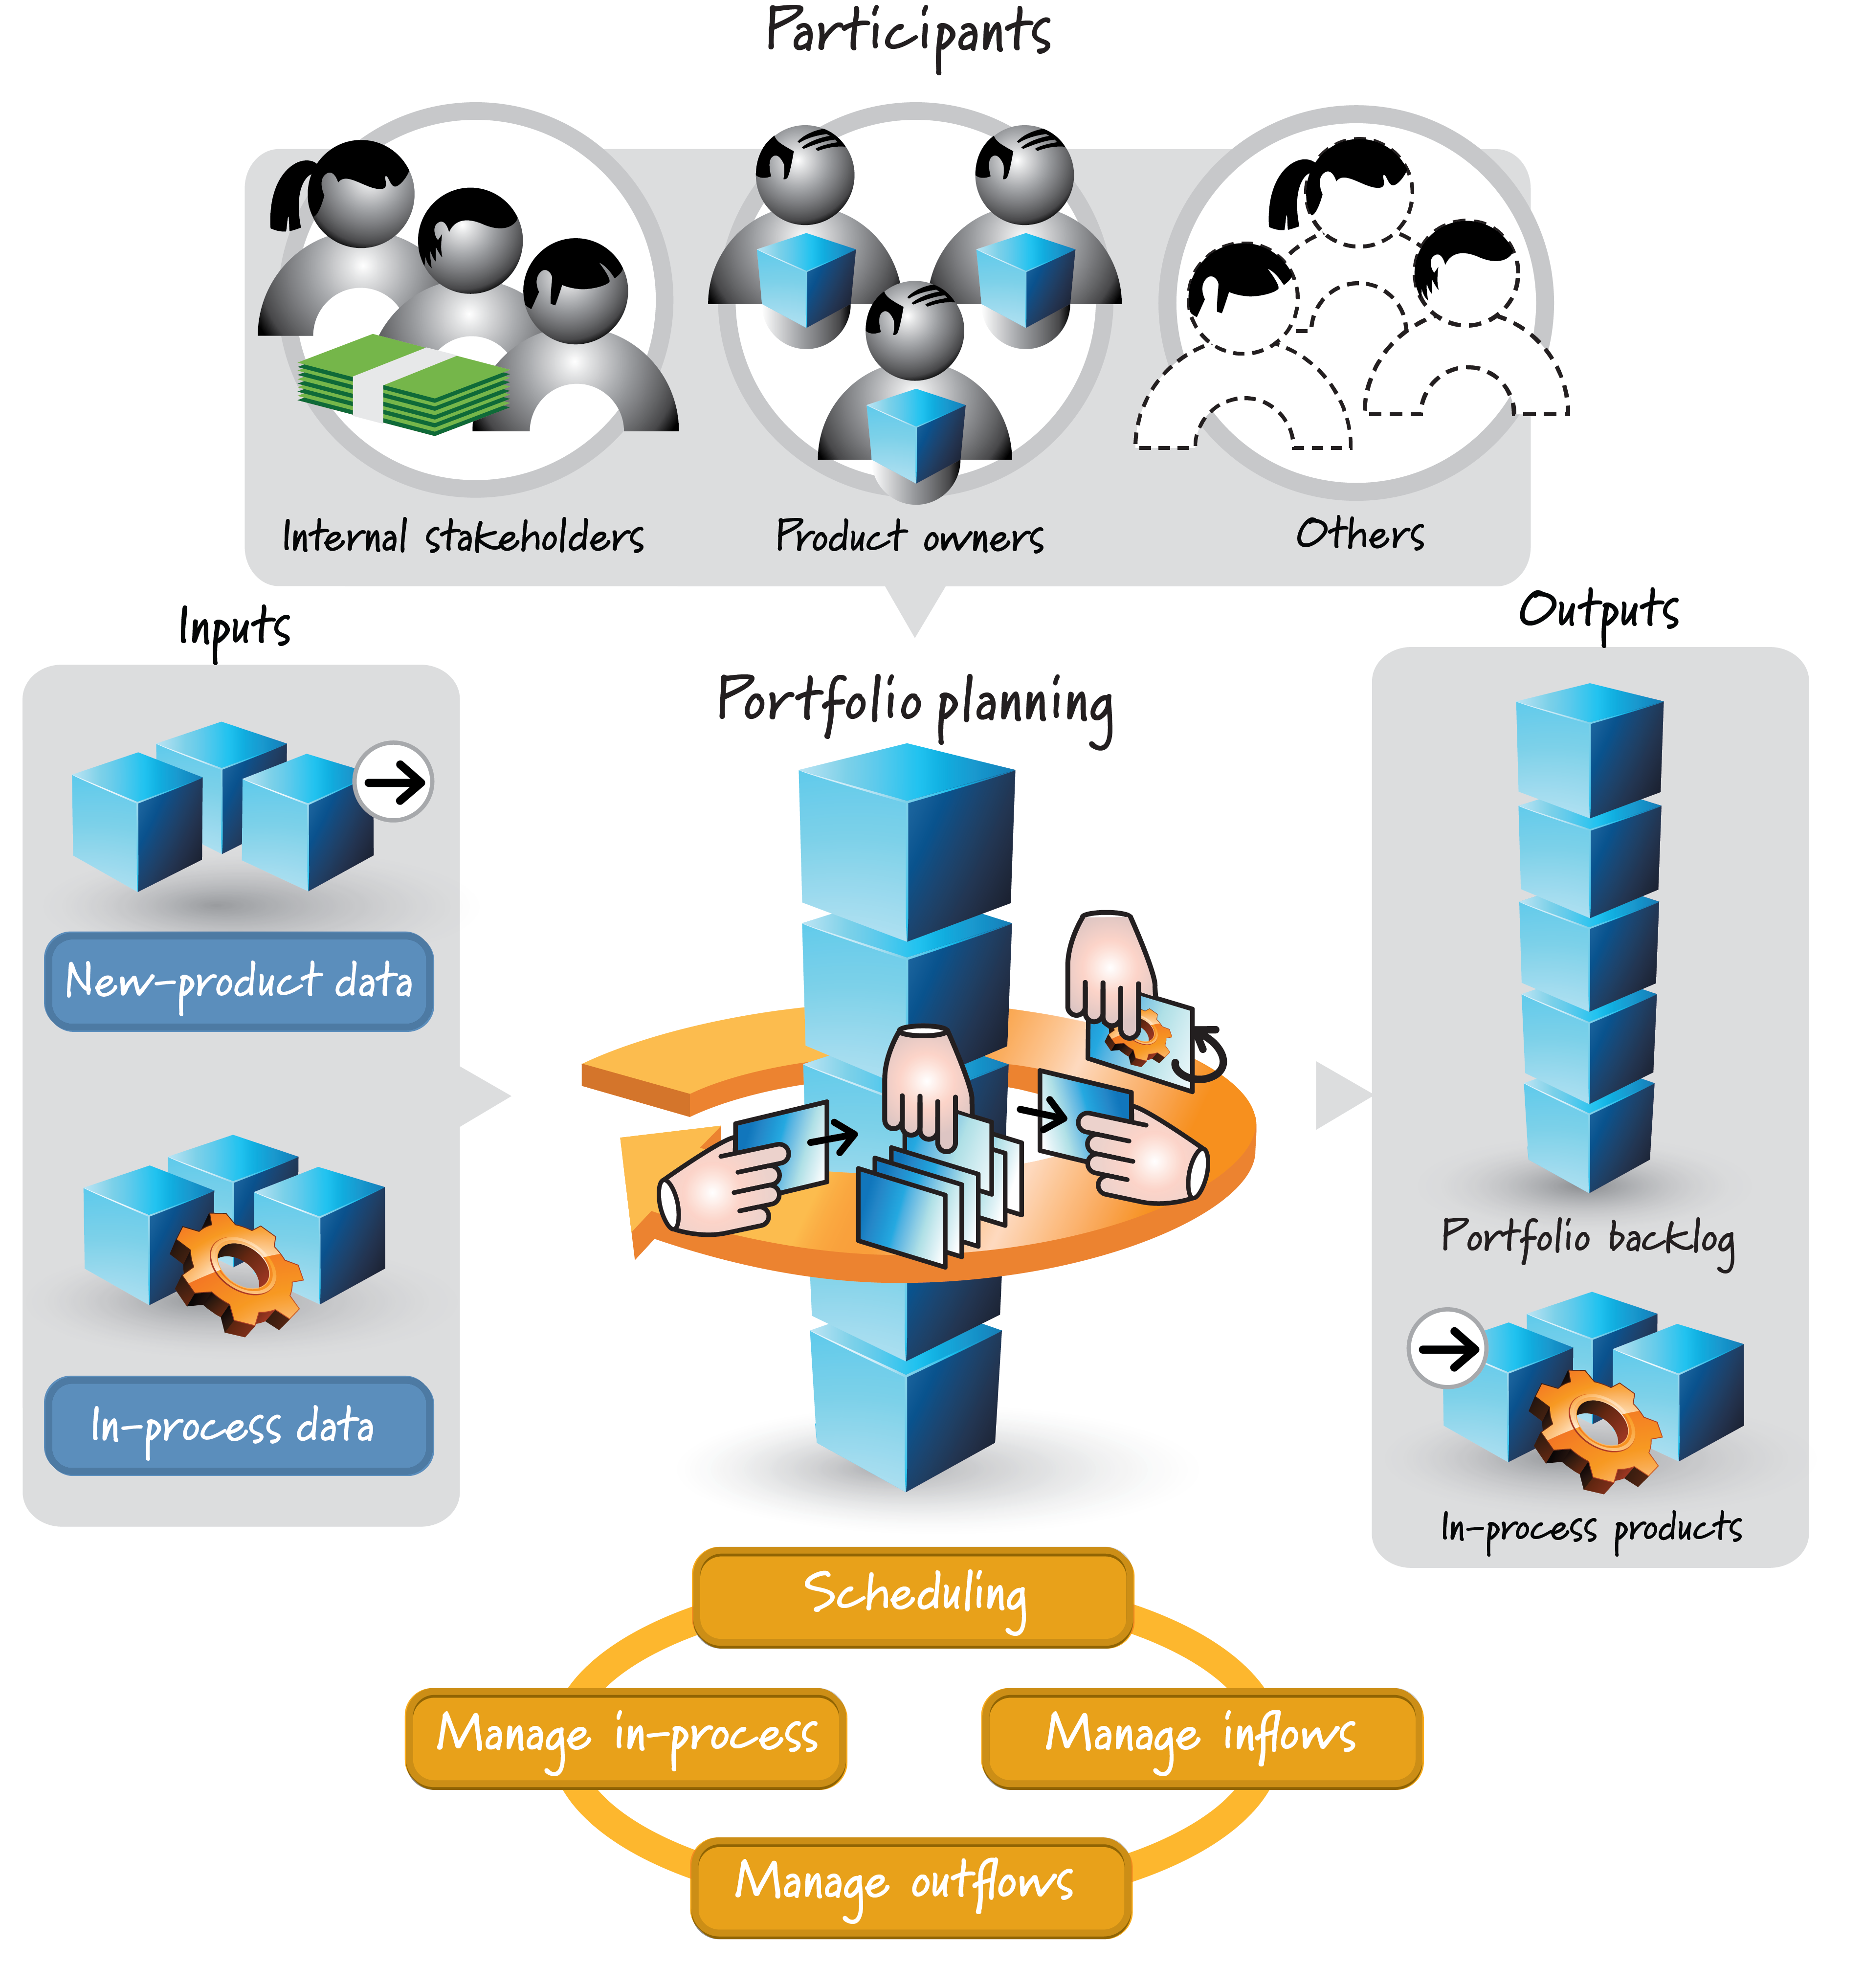 Participants
Internal stakeholders
Product owners
Others
Inputs
New-product data
In-process data
Portfolio planning
Outputs
Portfolio backlog
In-process products
Scheduling
Manage in-process
Manage inflows
Manage outflows